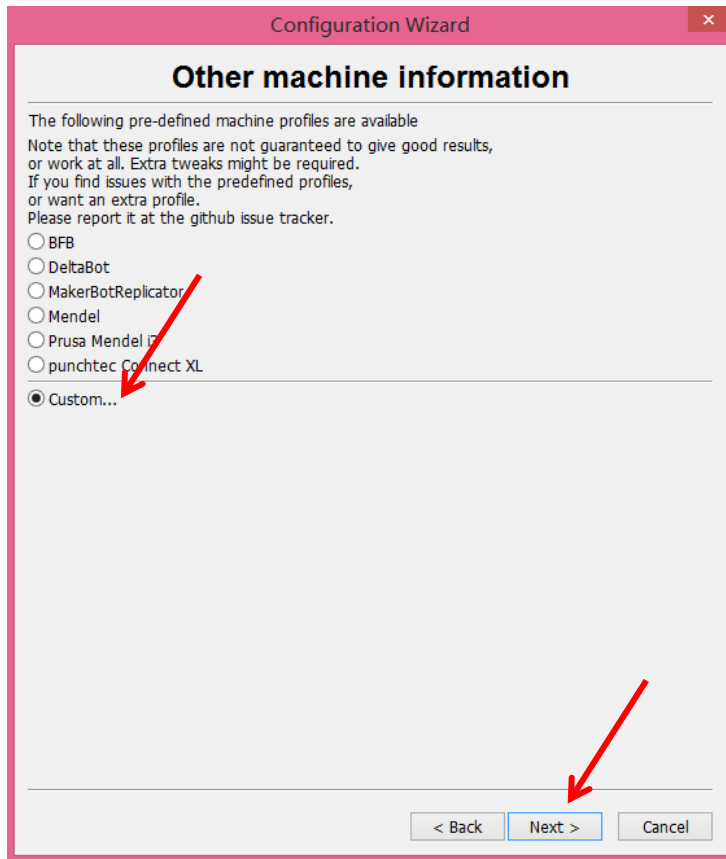 Configuration Wizard
×
Other machine information
The following pre-defined machine profiles are available
Note that these profiles are not guaranteed to give good results,
or work at all. Extra tweaks might be required.
If you find issues with the predefined profiles,
or want an extra profile.
Please report it at the github issue tracker.
BFB
DeltaBot
MakerBotReplicator
Mendel
Prusa Mendel i3
punchtec Connect XL
Custom...
< Back Next > Cancel